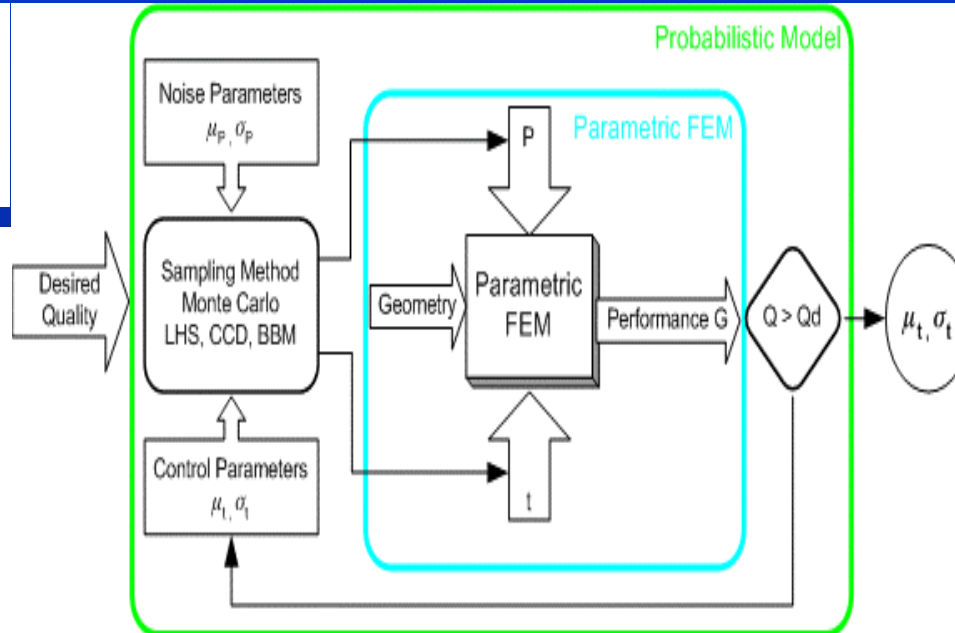 Probabilistic Model
Noise Parameters
μP, σP
Parametric FEM
P
Desired
Quality
Sampling Method
Monte Carlo
LHS, CCD, BBM
Geometry
Parametric
FEM
Performance G
Q > Qd
μt, σt
Control Parameters
μt, σt
t